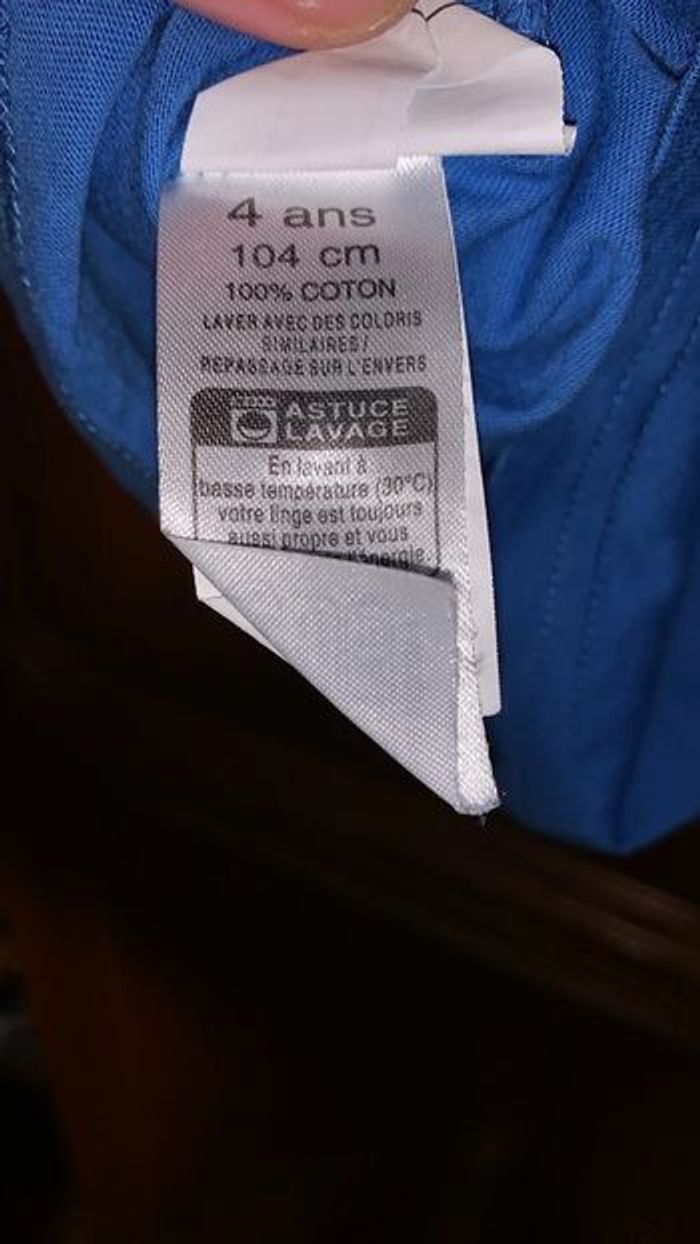 4 ans
104 cm
100% COTON
LAVER AVEC DES COLORIS
SIMILAIRES /
REPASSAGE SUR L'ENVERS
ASTUCE
LAVAGE
En lavant à
basse température (30°C)
votre linge est toujours
aussi propre et vous
l'énergie.